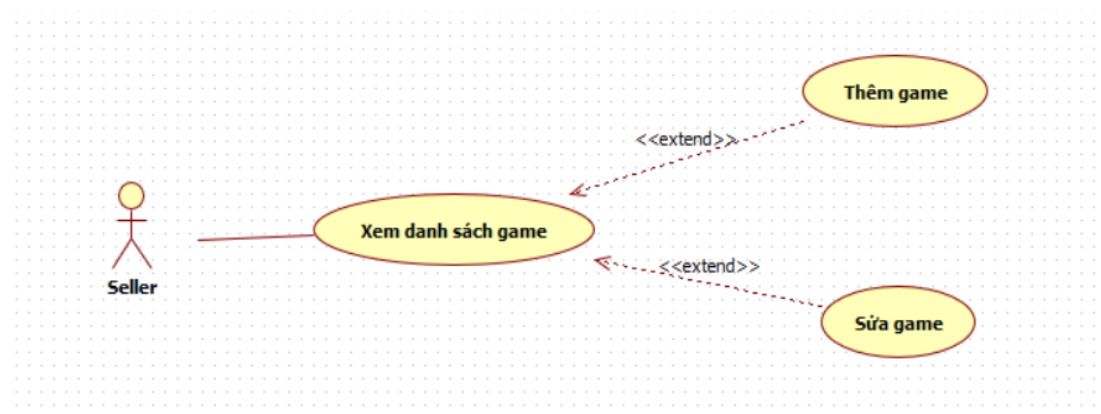 Thêm game
<<extend>>
Xem danh sách game
<<extend>>
Seller
Sửa game